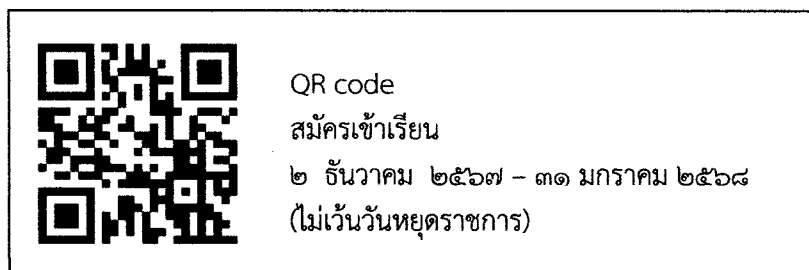 QR code
สมัครเข้าเรียน
๒ ธันวาคม ๒๕๖๗ – ๓๑ มกราคม ๒๕๖๘
(ไม่เว้นวันหยุดราชการ)